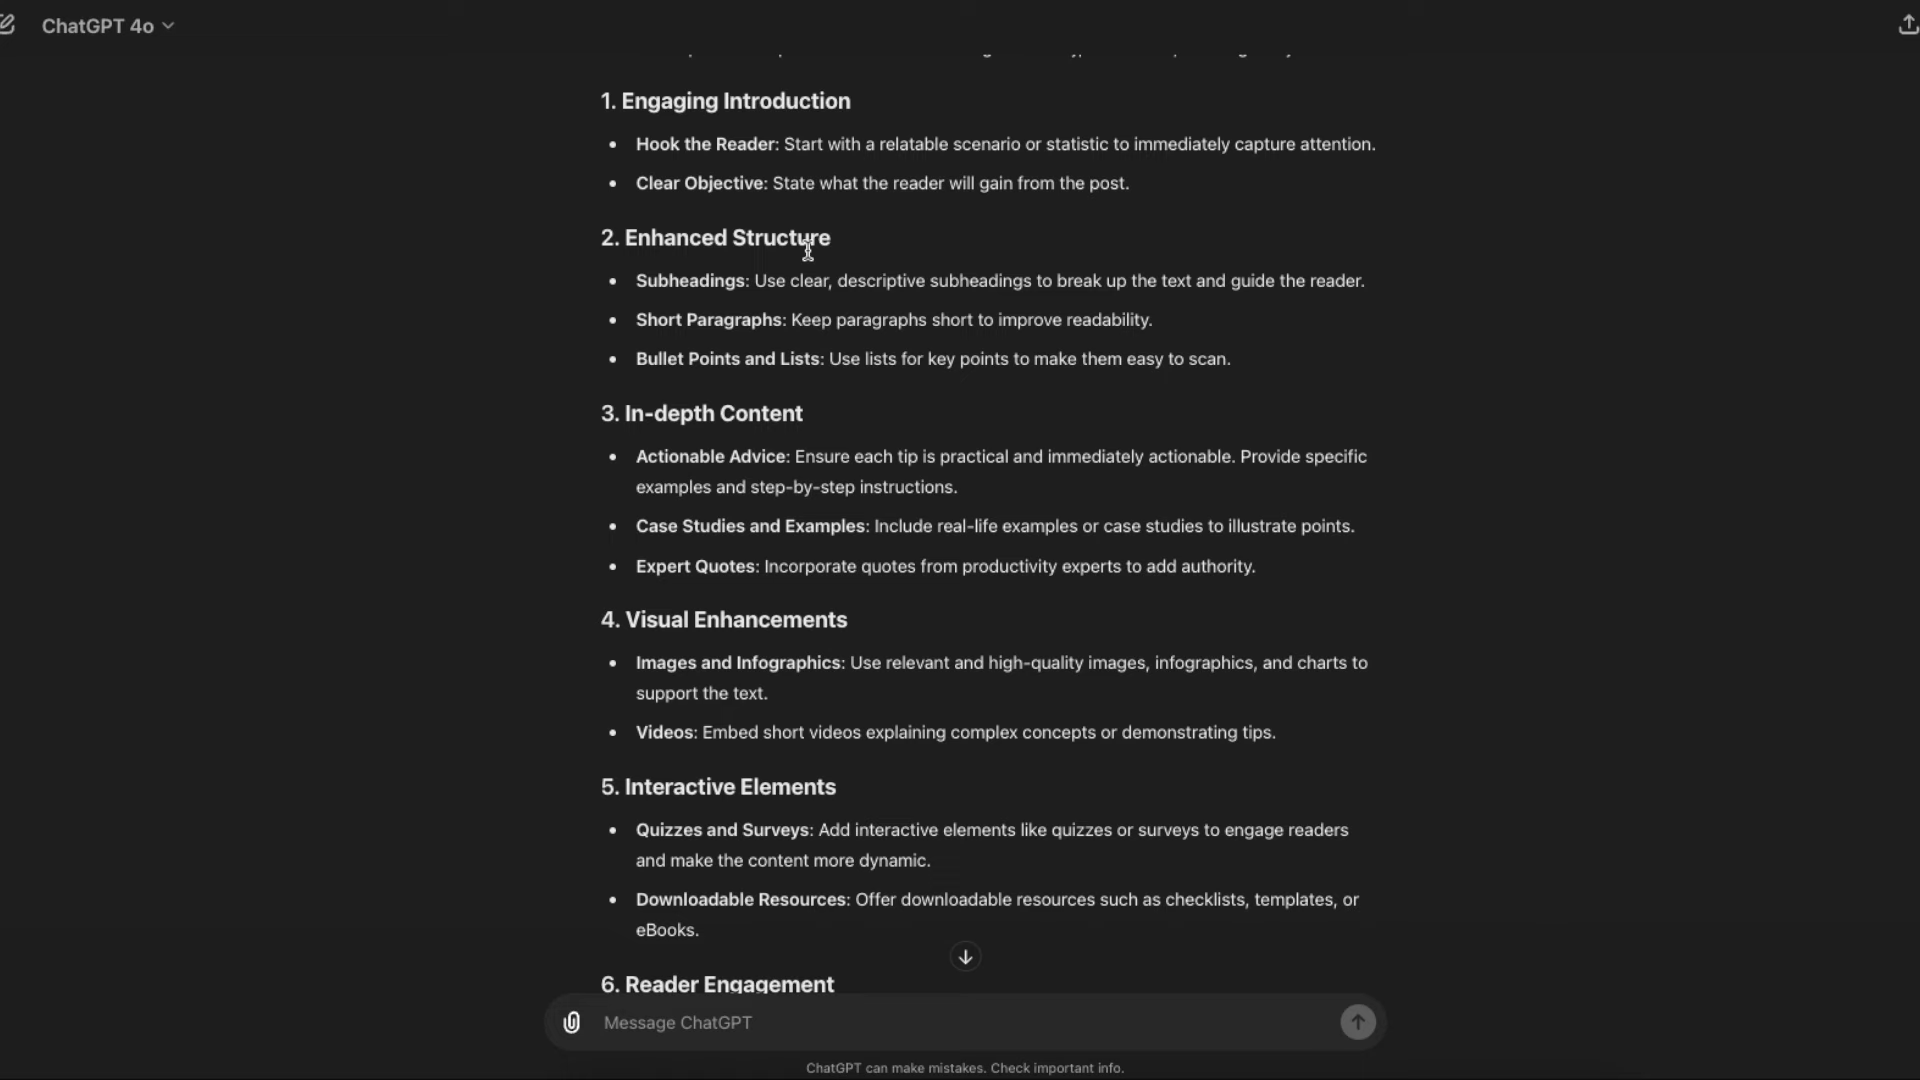 ChatGPT 4o
1. Engaging Introduction
• Hook the Reader: Start with a relatable scenario or statistic to immediately capture attention.
• Clear Objective: State what the reader will gain from the post.
2. Enhanced Structure
• Subheadings: Use clear, descriptive subheadings to break up the text and guide the reader.
• Short Paragraphs: Keep paragraphs short to improve readability.
• Bullet Points and Lists: Use lists for key points to make them easy to scan.
3. In-depth Content
• Actionable Advice: Ensure each tip is practical and immediately actionable. Provide specific
examples and step-by-step instructions.
• Case Studies and Examples: Include real-life examples or case studies to illustrate points.
• Expert Quotes: Incorporate quotes from productivity experts to add authority.
4. Visual Enhancements
• Images and Infographics: Use relevant and high-quality images, infographics, and charts to
support the text.
• Videos: Embed short videos explaining complex concepts or demonstrating tips.
5. Interactive Elements
• Quizzes and Surveys: Add interactive elements like quizzes or surveys to engage readers
and make the content more dynamic.
• Downloadable Resources: Offer downloadable resources such as checklists, templates, or
eBooks.
6. Reader Engagement
Message ChatGPT
ChatGPT can make mistakes. Check important info.